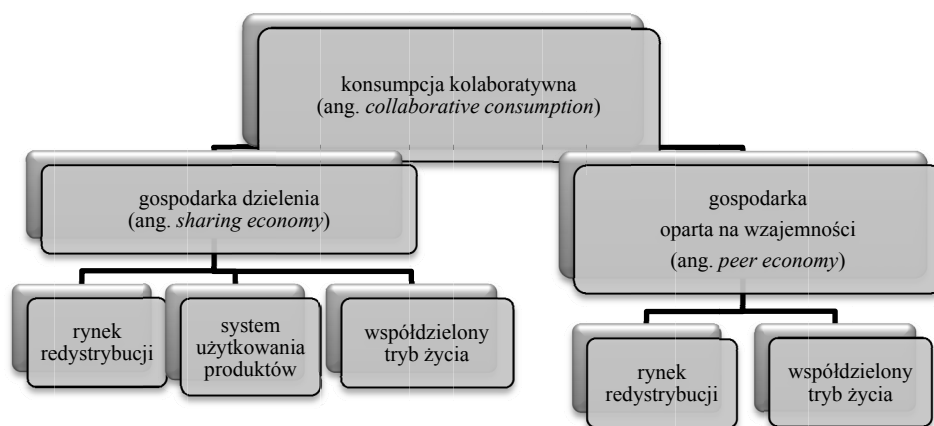 konsumpcja kolaboratywna
(ang. collaborative consumption)
gospodarka dzielenia
(ang. sharing economy)
gospodarka
oparta na wzajemności
(ang. peer economy)
rynek
redystrybucji
system
użytkowania
produktów
współdzielony
tryb życia
rynek
redystrybucji
współdzielony
tryb życia